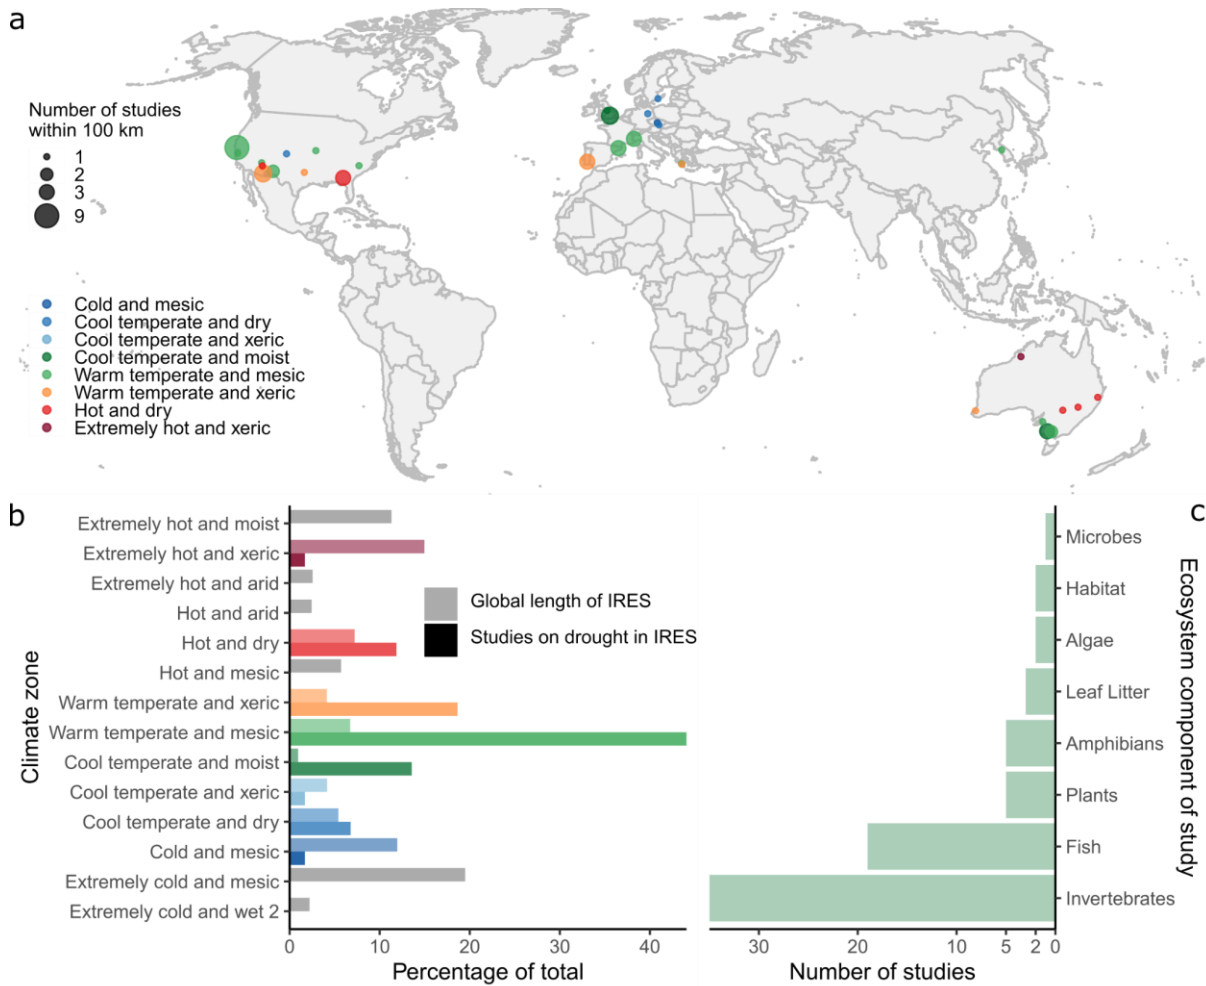 a
Number of studies
within 100 km
1
2
3
9
Cold and mesic
Cool temperate and dry
Cool temperate and xeric
Cool temperate and moist
Warm temperate and mesic
Warm temperate and xeric
Hot and dry
Extremely hot and xeric
b
Climate zone
Extremely hot and moist
Extremely hot and xeric
Extremely hot and arid
Hot and arid
Hot and dry
Hot and mesic
Warm temperate and xeric
Warm temperate and mesic
Cool temperate and moist
Cool temperate and xeric
Cool temperate and dry
Cold and mesic
Extremely cold and mesic
Extremely cold and wet 2
Global length of IRES
Studies on drought in IRES
0 10 20 30 40
Percentage of total
c
Microbes
Habitat
Algae
Leaf Litter
Amphibians
Plants
Fish
Invertebrates
Ecosystem component of study
30 20 10 5 2 0
Number of studies